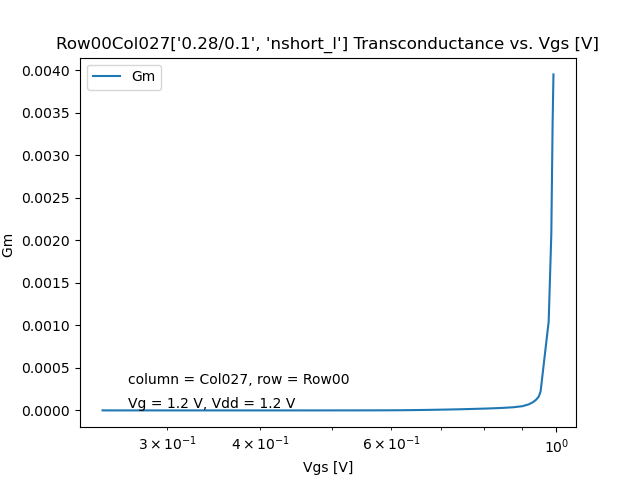 Row00Col027['0.28/0.1', 'nshort_l'] Transconductance vs. Vgs [V]
Gm
0.0040
0.0035
0.0030
0.0025
0.0020
0.0015
0.0010
0.0005
0.0000
Gm
column = Col027, row = Row00
Vg = 1.2 V, Vdd = 1.2 V
3 × 10⁻¹ 4 × 10⁻¹ 6 × 10⁻¹ 10⁰
Vgs [V]